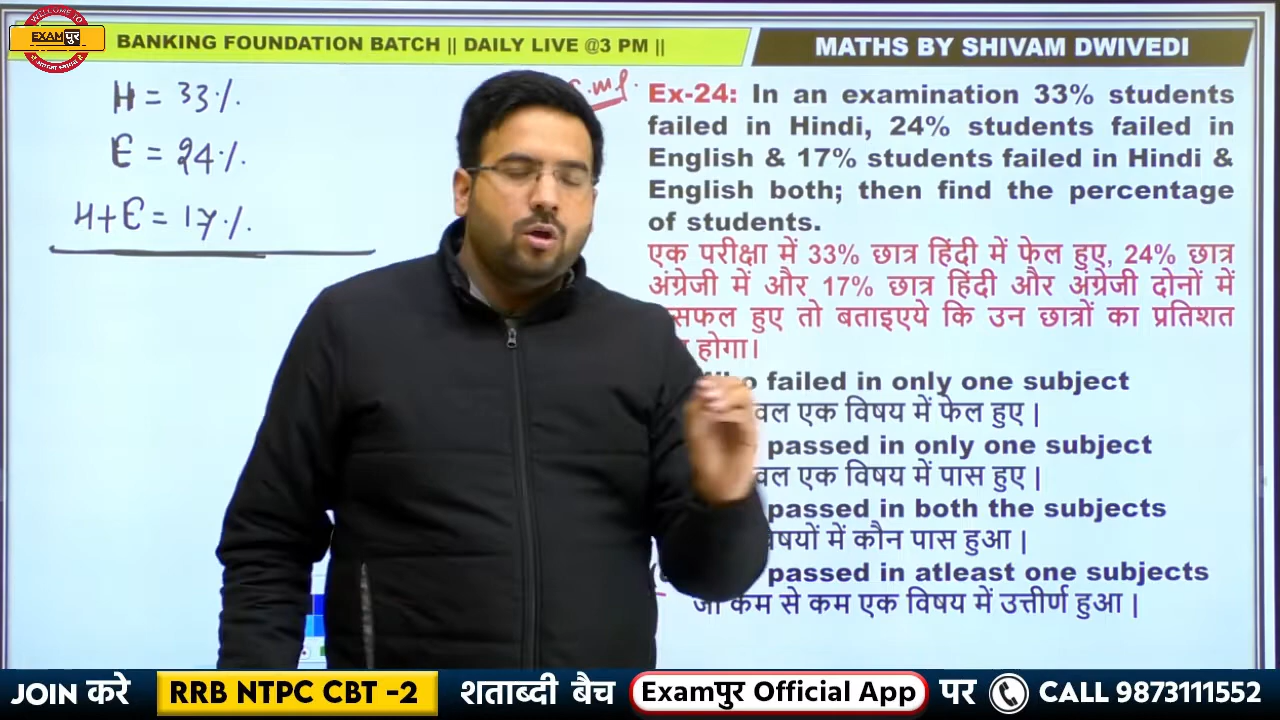 WELCOME TO
EXAMपुर
BANKING FOUNDATION BATCH || DAILY LIVE @3 PM ||
MATHS BY SHIVAM DWIVEDI
H = 33%.
E = 24%.
H+E = 17%.
Ex-24: In an examination 33% students
failed in Hindi, 24% students failed in
English & 17% students failed in Hindi &
English both; then find the percentage
of students.
एक परीक्षा में 33% छात्र हिंदी में फेल हुए, 24% छात्र
अंग्रेजी में और 17% छात्र हिंदी और अंग्रेजी दोनों में
सफल हुए तो बताइएये कि उन छात्रों का प्रतिशत
होगा।
failed in only one subject
एक विषय में फेल हुए |
passed in only one subject
एक विषय में पास हुए |
passed in both the subjects
में कौन पास हुआ |
passed in atleast one subjects
जो कम से कम एक विषय में उत्तीर्ण हुआ |
JOIN करे RRB NTPC CBT -2 शताब्दी बैच Examपुर Official App पर CALL 9873111552